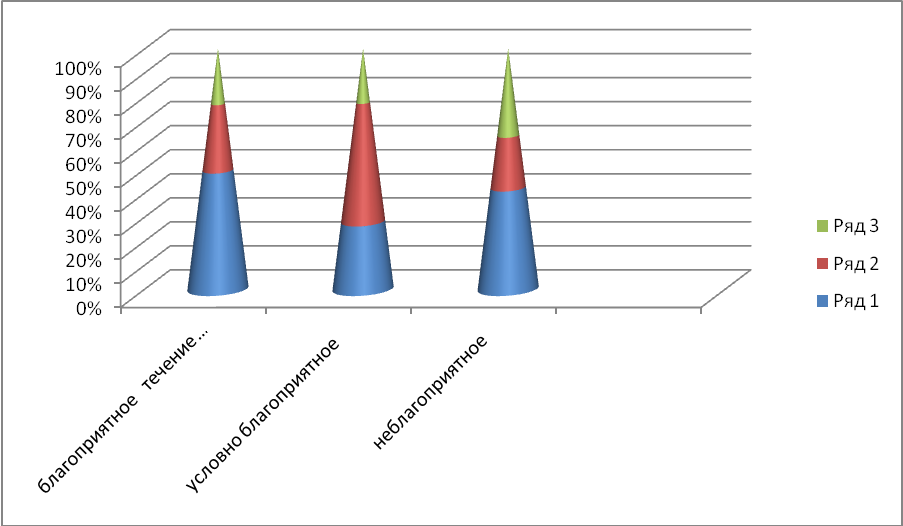 100%
90%
80%
70%
60%
50%
40%
30%
20%
10%
0%
благоприятное течение...
условно благоприятное
неблагоприятное
Ряд 3
Ряд 2
Ряд 1